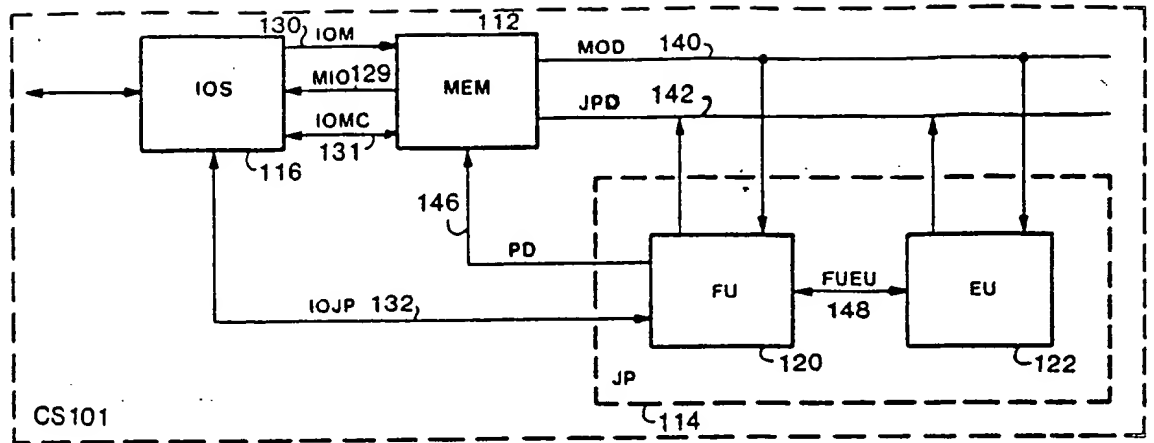 130 IOM
112
MOD 140
IOS
MIO 129
MEM
JPD 142
IOMC
131
116
146
PD
FU
FUEU
148
EU
IOJP 132
120
122
JP
CS101
114